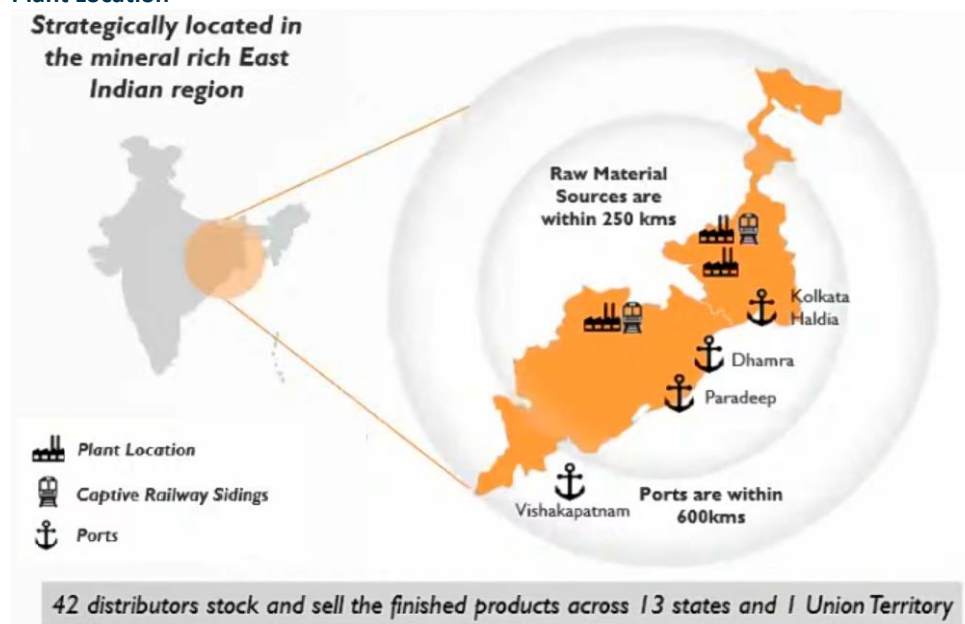 Plant Location
Strategically located in
the mineral rich East
Indian region
Raw Material
Sources are
within 250 kms
Kolkata
Haldia
Dhamra
Paradeep
Vishakapatnam
Ports are within
600kms
Plant Location
Captive Railway Sidings
Ports
42 distributors stock and sell the finished products across 13 states and 1 Union Territory